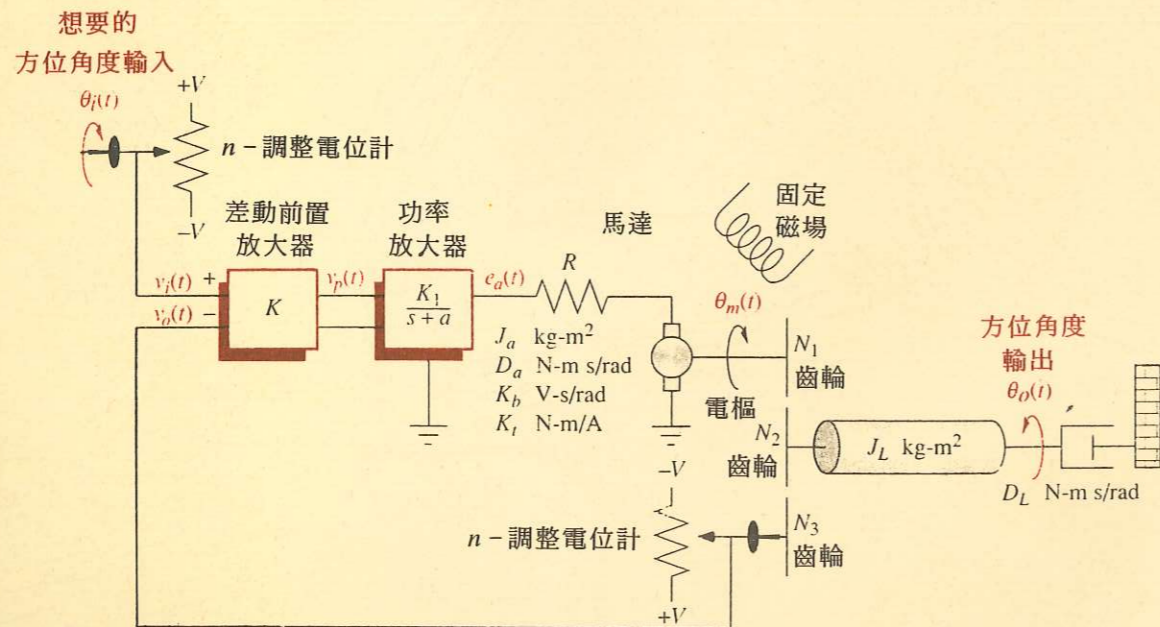 想要的
方位角度輸入
θi(t)
+V
n－調整電位計
−V
差動前置
放大器
功率
放大器
馬達
固定
磁場
vi(t) +
vo(t) −
K
vp(t)
K1
s + a
ea(t)
R
Ja kg-m²
Da N-m s/rad
Kb V-s/rad
Kt N-m/A
θm(t)
電樞
N1
齒輪
N2
齒輪
JL kg-m²
方位角度
輸出
θo(t)
DL N-m s/rad
−V
n－調整電位計
+V
N3
齒輪